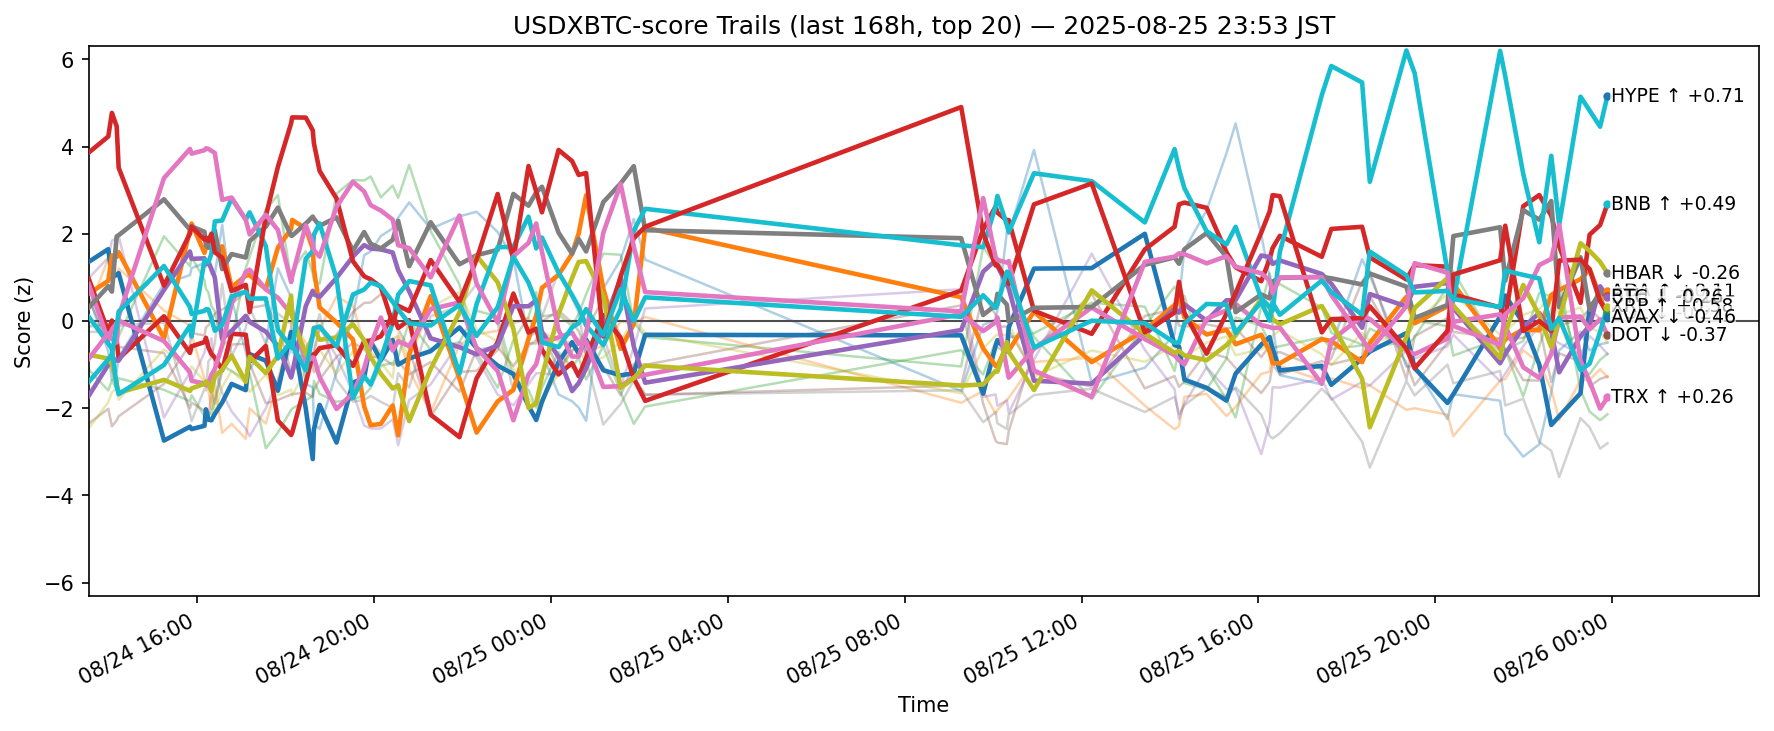 USDXBTC-score Trails (last 168h, top 20) — 2025-08-25 23:53 JST
Score (z)
6
4
2
0
−2
−4
−6
HYPE ↑ +0.71
BNB ↑ +0.49
HBAR ↓ -0.26
XRP ↑ +0.58
AVAX ↓ -0.46
DOT ↓ -0.37
TRX ↑ +0.26
08/24 16:00
08/24 20:00
08/25 00:00
08/25 04:00
08/25 08:00
08/25 12:00
08/25 16:00
08/25 20:00
08/26 00:00
Time